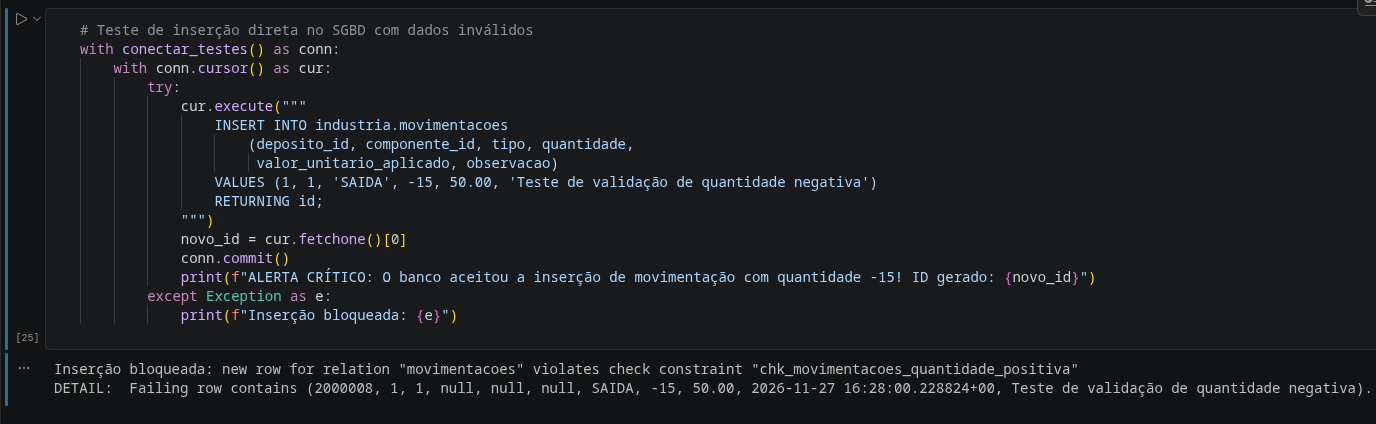 # Teste de inserção direta no SGBD com dados inválidos
with conectar_testes() as conn:
    with conn.cursor() as cur:
        try:
            cur.execute("""
                INSERT INTO industria.movimentacoes
                    (deposito_id, componente_id, tipo, quantidade,
                     valor_unitario_aplicado, observacao)
                VALUES (1, 1, 'SAIDA', -15, 50.00, 'Teste de validação de quantidade negativa')
                RETURNING id;
            """)
            novo_id = cur.fetchone()[0]
            conn.commit()
            print(f"ALERTA CRÍTICO: O banco aceitou a inserção de movimentação com quantidade -15! ID gerado: {novo_id}")
        except Exception as e:
            print(f"Inserção bloqueada: {e}")
[25]
... Inserção bloqueada: new row for relation "movimentacoes" violates check constraint "chk_movimentacoes_quantidade_positiva"
DETAIL:  Failing row contains (2000008, 1, 1, null, null, null, SAIDA, -15, 50.00, 2026-11-27 16:28:00.228824+00, Teste de validação de quantidade negativa).